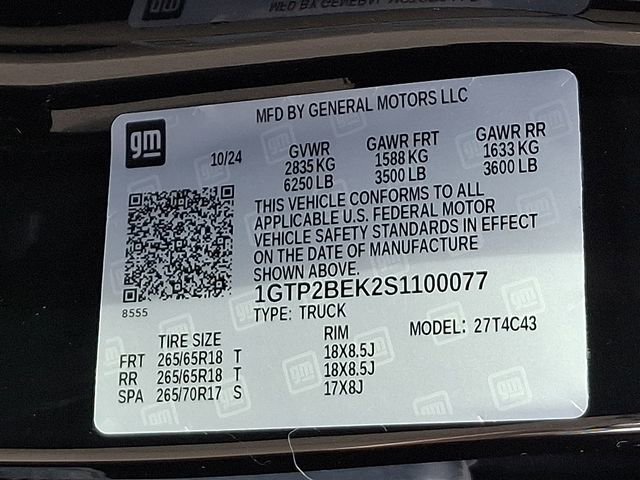 MFD BY GENERAL MOTORS LLC
gm
10/24
GVWR GAWR FRT GAWR RR
2835 KG 1588 KG 1633 KG
6250 LB 3500 LB 3600 LB
THIS VEHICLE CONFORMS TO ALL
APPLICABLE U.S. FEDERAL MOTOR
VEHICLE SAFETY STANDARDS IN EFFECT
ON THE DATE OF MANUFACTURE
SHOWN ABOVE.
1GTP2BEK2S1100077
8555
TYPE: TRUCK
MODEL: 27T4C43
TIRE SIZE RIM
FRT 265/65R18 T 18X8.5J
RR 265/65R18 T 18X8.5J
SPA 265/70R17 S 17X8J